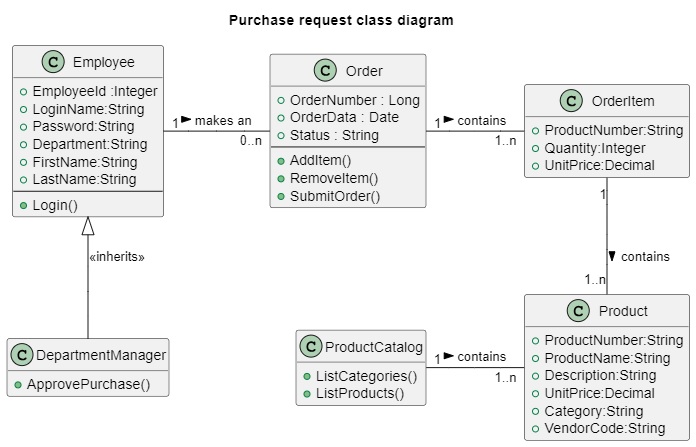 Purchase request class diagram
C Employee
EmployeeId :Integer
LoginName:String
Password:String
Department:String
FirstName:String
LastName:String
Login()
1 makes an
0..n
C Order
OrderNumber : Long
OrderData : Date
Status : String
AddItem()
RemoveItem()
SubmitOrder()
1 contains
1..n
C OrderItem
ProductNumber:String
Quantity:Integer
UnitPrice:Decimal
1
contains
1..n
«inherits»
C DepartmentManager
ApprovePurchase()
C ProductCatalog
ListCategories()
ListProducts()
1 contains
1..n
C Product
ProductNumber:String
ProductName:String
Description:String
UnitPrice:Decimal
Category:String
VendorCode:String